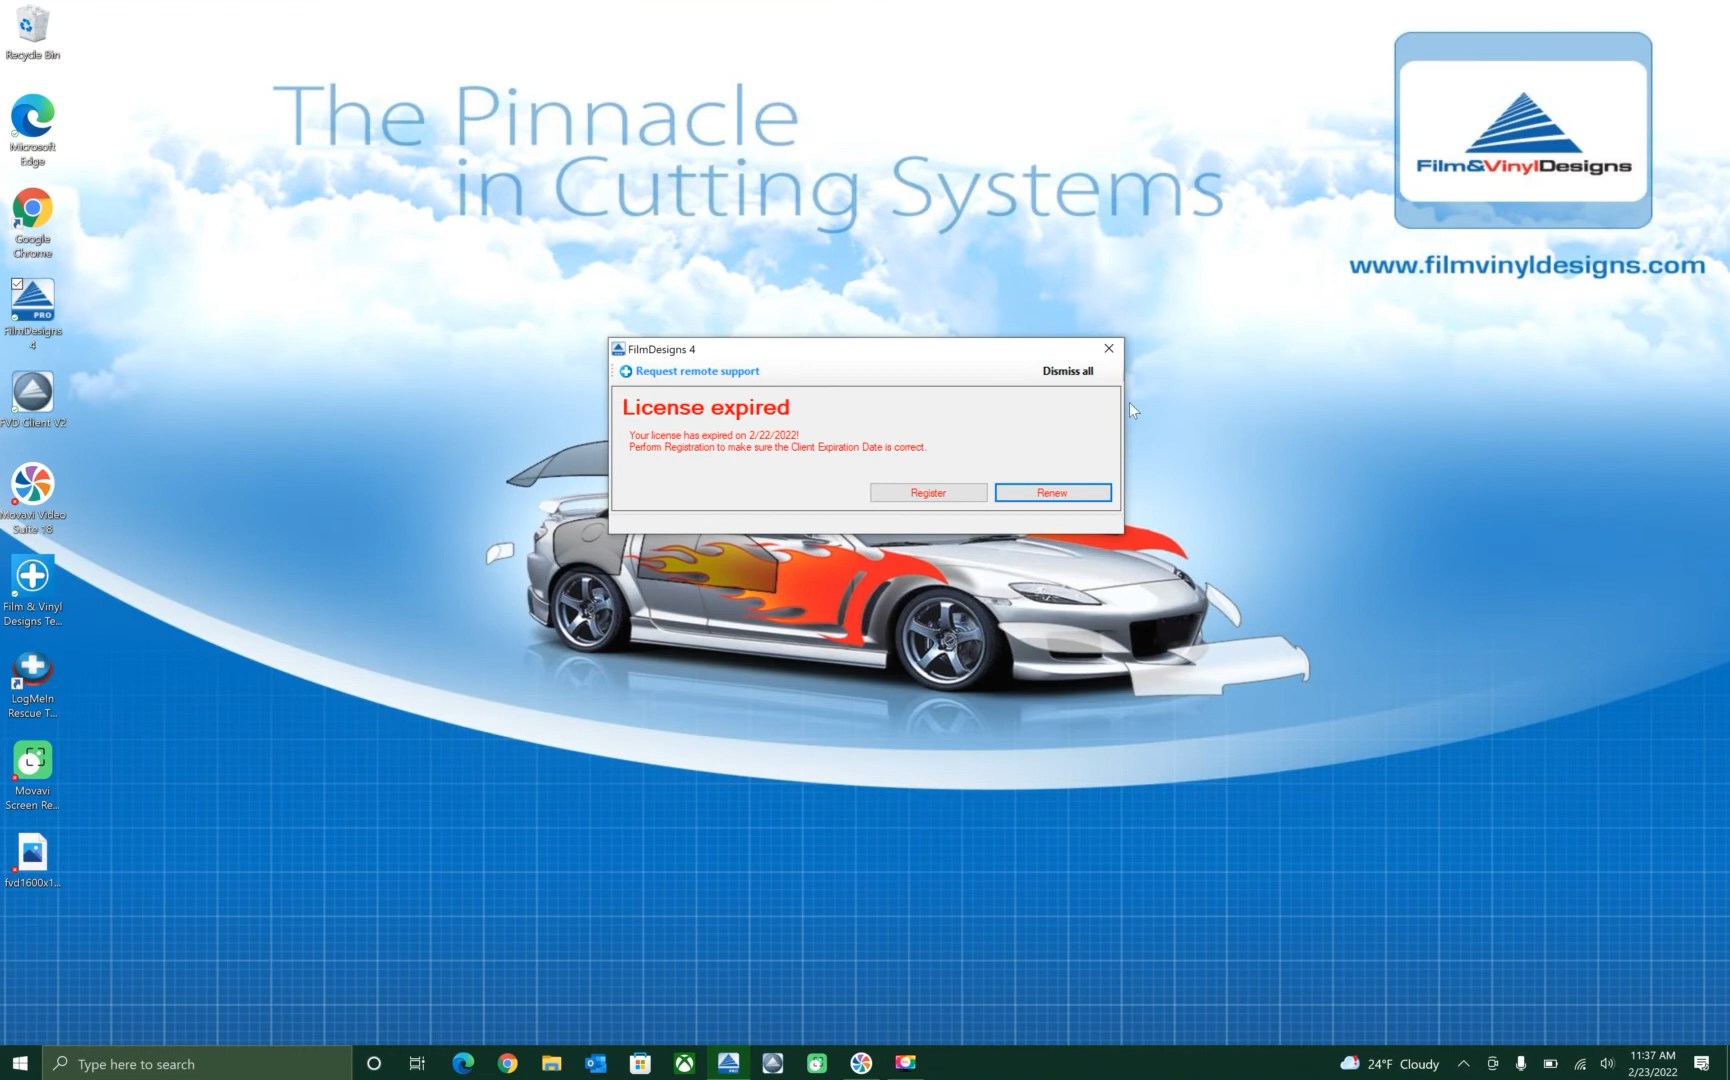 Recycle Bin
The Pinnacle
in Cutting Systems
Film&VinylDesigns
www.filmvinyldesigns.com
Microsoft
Edge
Google
Chrome
PRO
FilmDesigns
4
FVD Client V2
Movavi Video
Suite 18
Film & Vinyl
Designs Te...
LogMeIn
Rescue T...
Movavi
Screen Re...
fvd1600x1...
FilmDesigns 4
Request remote support
Dismiss all
License expired
Your license has expired on 2/22/2022!
Perform Registration to make sure the Client Expiration Date is correct.
Register
Renew
Type here to search
24°F Cloudy
11:37 AM
2/23/2022